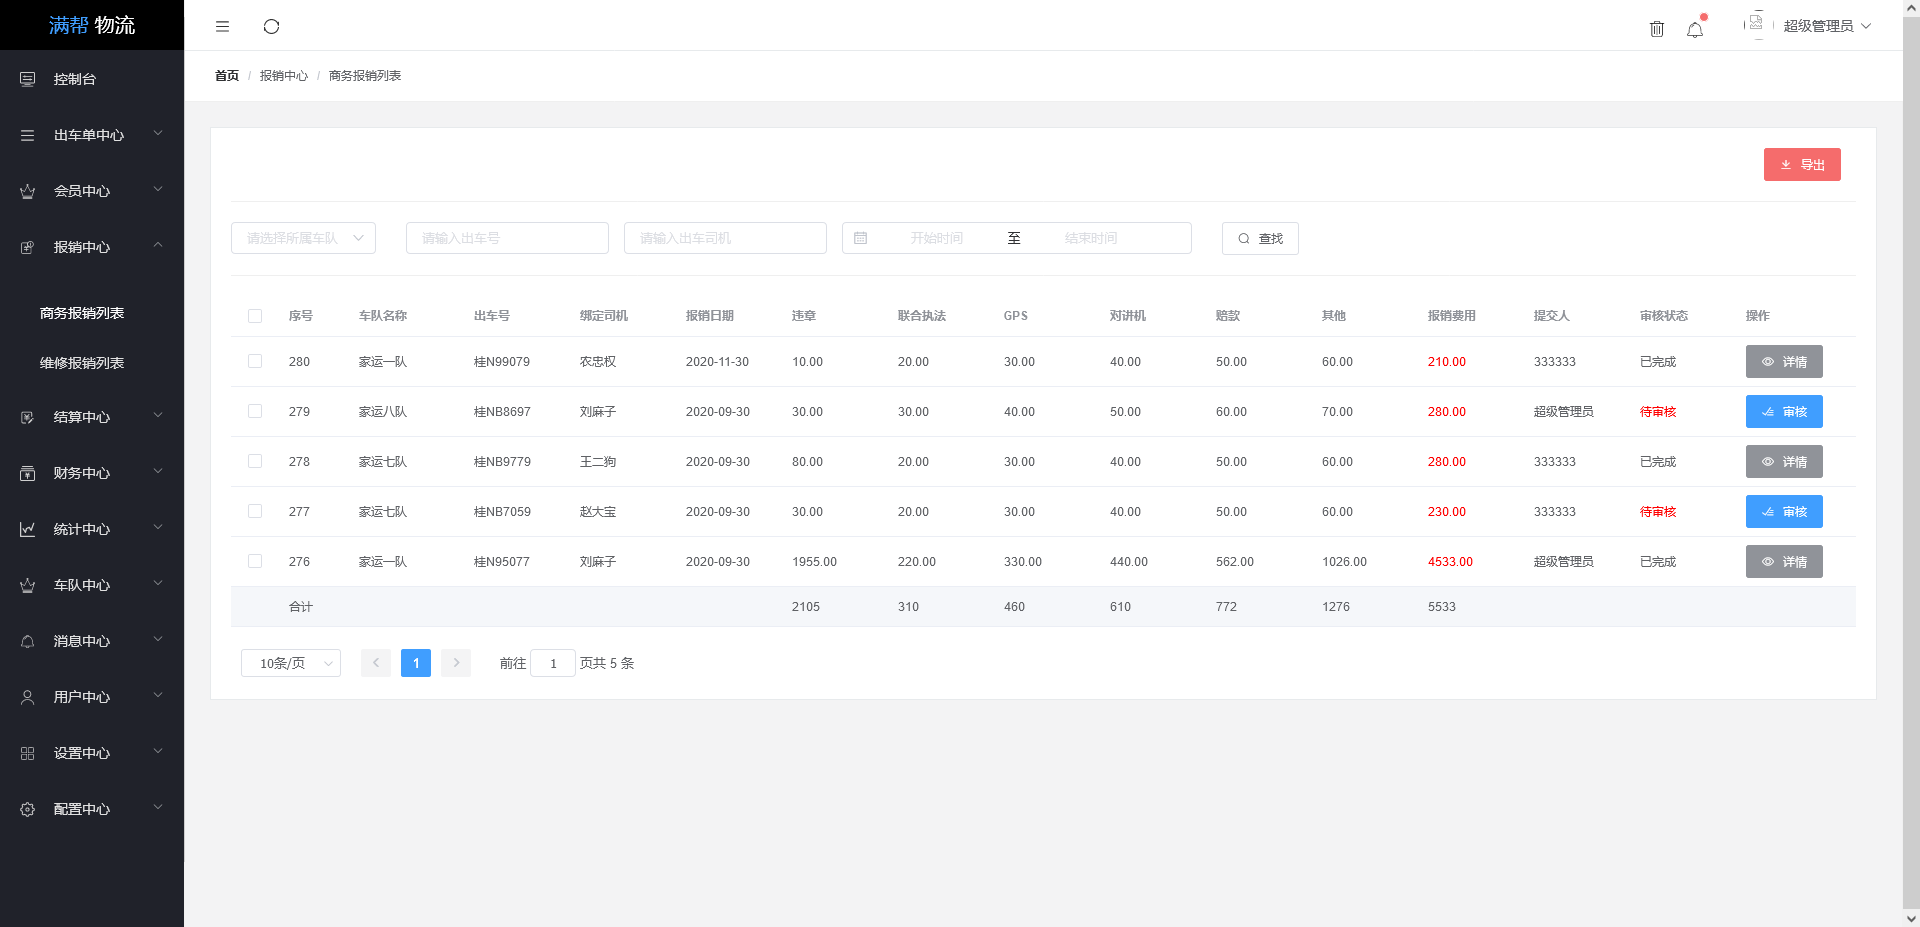 满帮 物流
超级管理员
首页 / 报销中心 / 商务报销列表
控制台
出车单中心
会员中心
报销中心
商务报销列表
维修报销列表
结算中心
财务中心
统计中心
车队中心
消息中心
用户中心
设置中心
配置中心
导出
请选择所属车队 请输入出车号 请输入出车司机 开始时间 至 结束时间 查找
序号 车队名称 出车号 绑定司机 报销日期 违章 联合执法 GPS 对讲机 赔款 其他 报销费用 提交人 审核状态 操作
280 家运一队 桂N99079 农忠权 2020-11-30 10.00 20.00 30.00 40.00 50.00 60.00 210.00 333333 已完成 详情
279 家运八队 桂NB8697 刘麻子 2020-09-30 30.00 30.00 40.00 50.00 60.00 70.00 280.00 超级管理员 待审核 审核
278 家运七队 桂NB9779 王二狗 2020-09-30 80.00 20.00 30.00 40.00 50.00 60.00 280.00 333333 已完成 详情
277 家运七队 桂NB7059 赵大宝 2020-09-30 30.00 20.00 30.00 40.00 50.00 60.00 230.00 333333 待审核 审核
276 家运一队 桂N95077 刘麻子 2020-09-30 1955.00 220.00 330.00 440.00 562.00 1026.00 4533.00 超级管理员 已完成 详情
合计 2105 310 460 610 772 1276 5533
10条/页 1 前往 1 页共 5 条